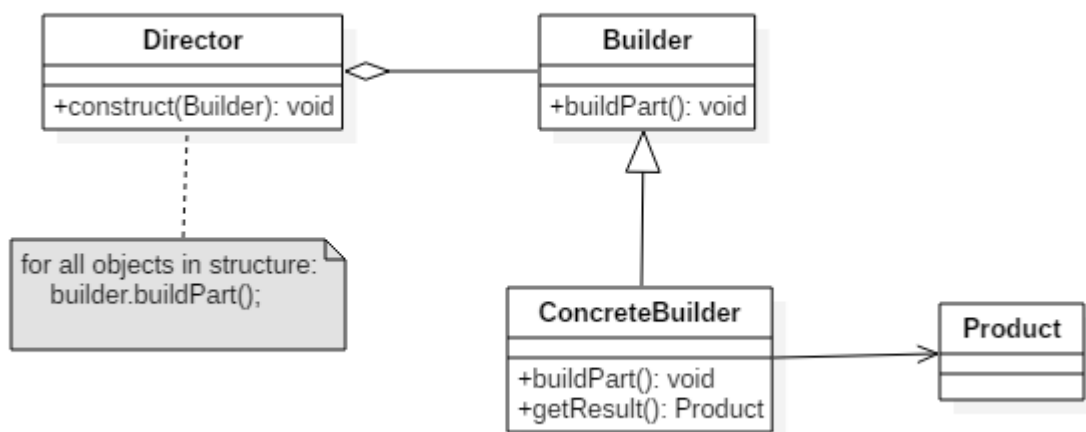 Director
+construct(Builder): void
Builder
+buildPart(): void
for all objects in structure:
builder.buildPart();
ConcreteBuilder
+buildPart(): void
+getResult(): Product
Product